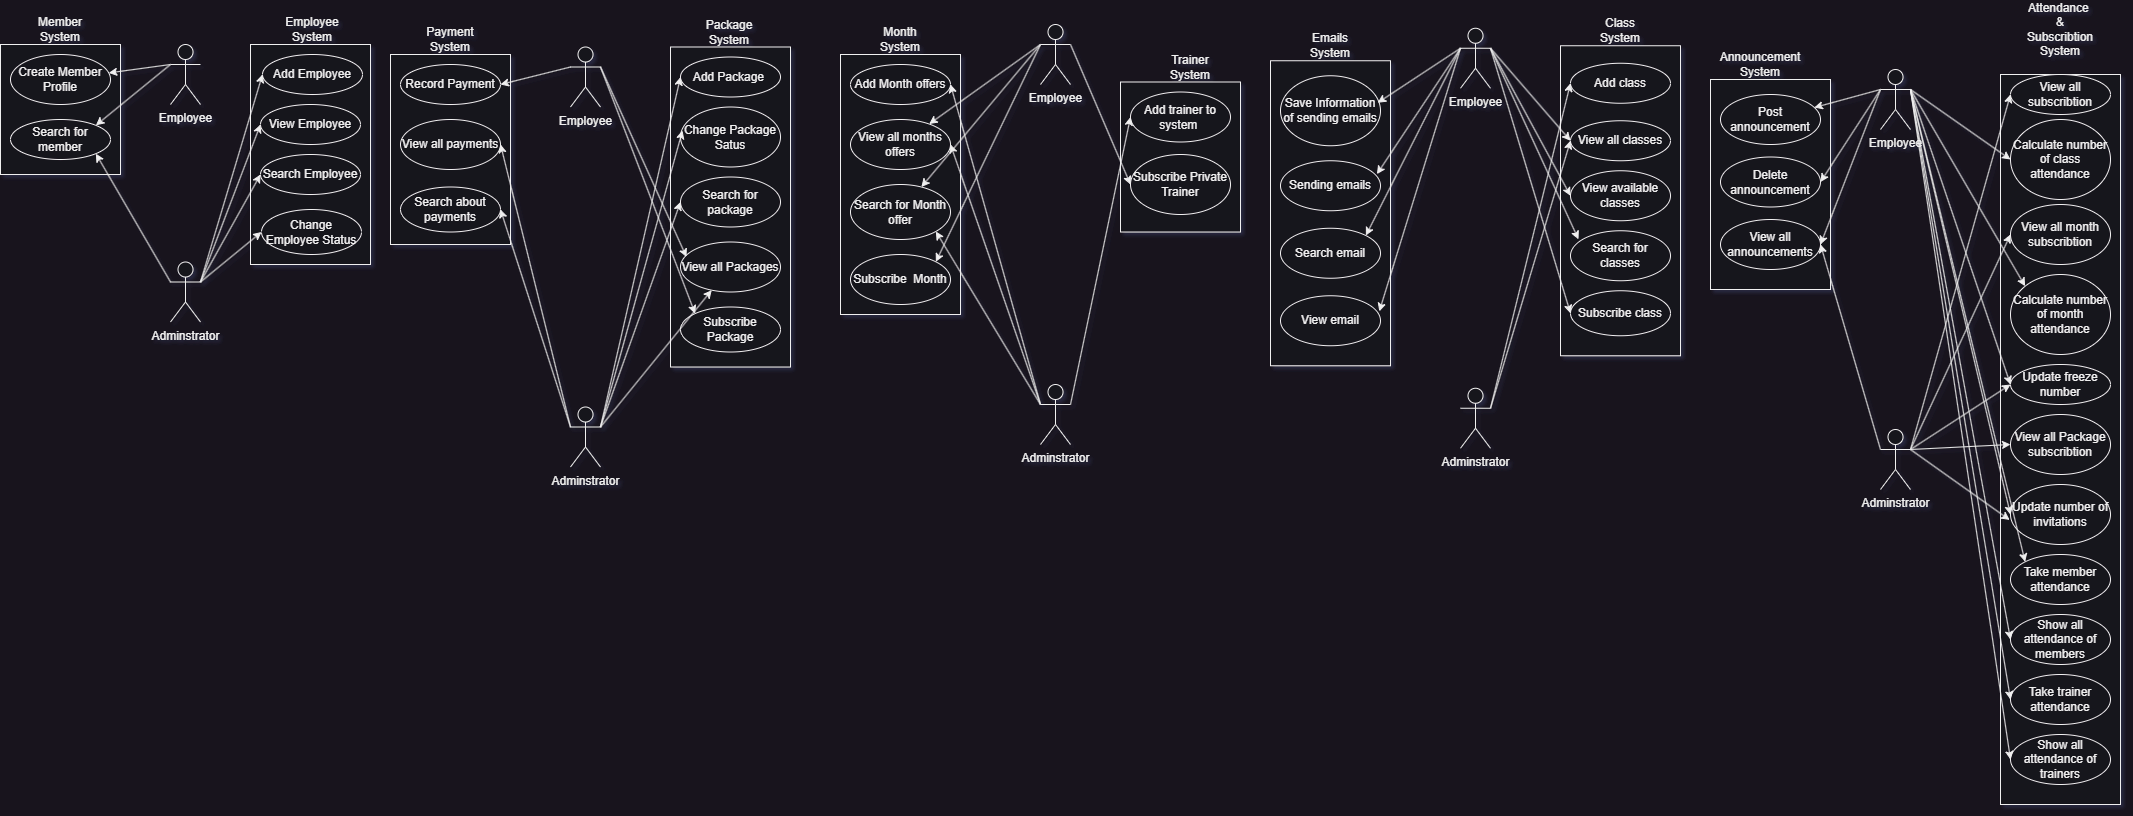 Member
System
Create Member
Profile
Search for
member
Employee
Adminstrator
Employee
System
Add Employee
View Employee
Search Employee
Change
Employee Status
Payment
System
Record Payment
View all payments
Search about
payments
Employee
Adminstrator
Package
System
Add Package
Change Package
Satus
Search for
package
View all Packages
Subscribe
Package
Month
System
Add Month offers
View all months
offers
Search for Month
offer
Subscribe Month
Employee
Adminstrator
Trainer
System
Add trainer to
system
Subscribe Private
Trainer
Emails
System
Save Information
of sending emails
Sending emails
Search email
View email
Employee
Adminstrator
Class
System
Add class
View all classes
View available
classes
Search for
classes
Subscribe class
Announcement
System
Post
announcement
Delete
announcement
View all
announcements
Employee
Adminstrator
Attendance
&
Subscribtion
System
View all
subscribtion
Calculate number
of class
attendance
View all month
subscribtion
Calculate number
of month
attendance
Update freeze
number
View all Package
subscribtion
Update number of
invitations
Take member
attendance
Show all
attendance of
members
Take trainer
attendance
Show all
attendance of
trainers